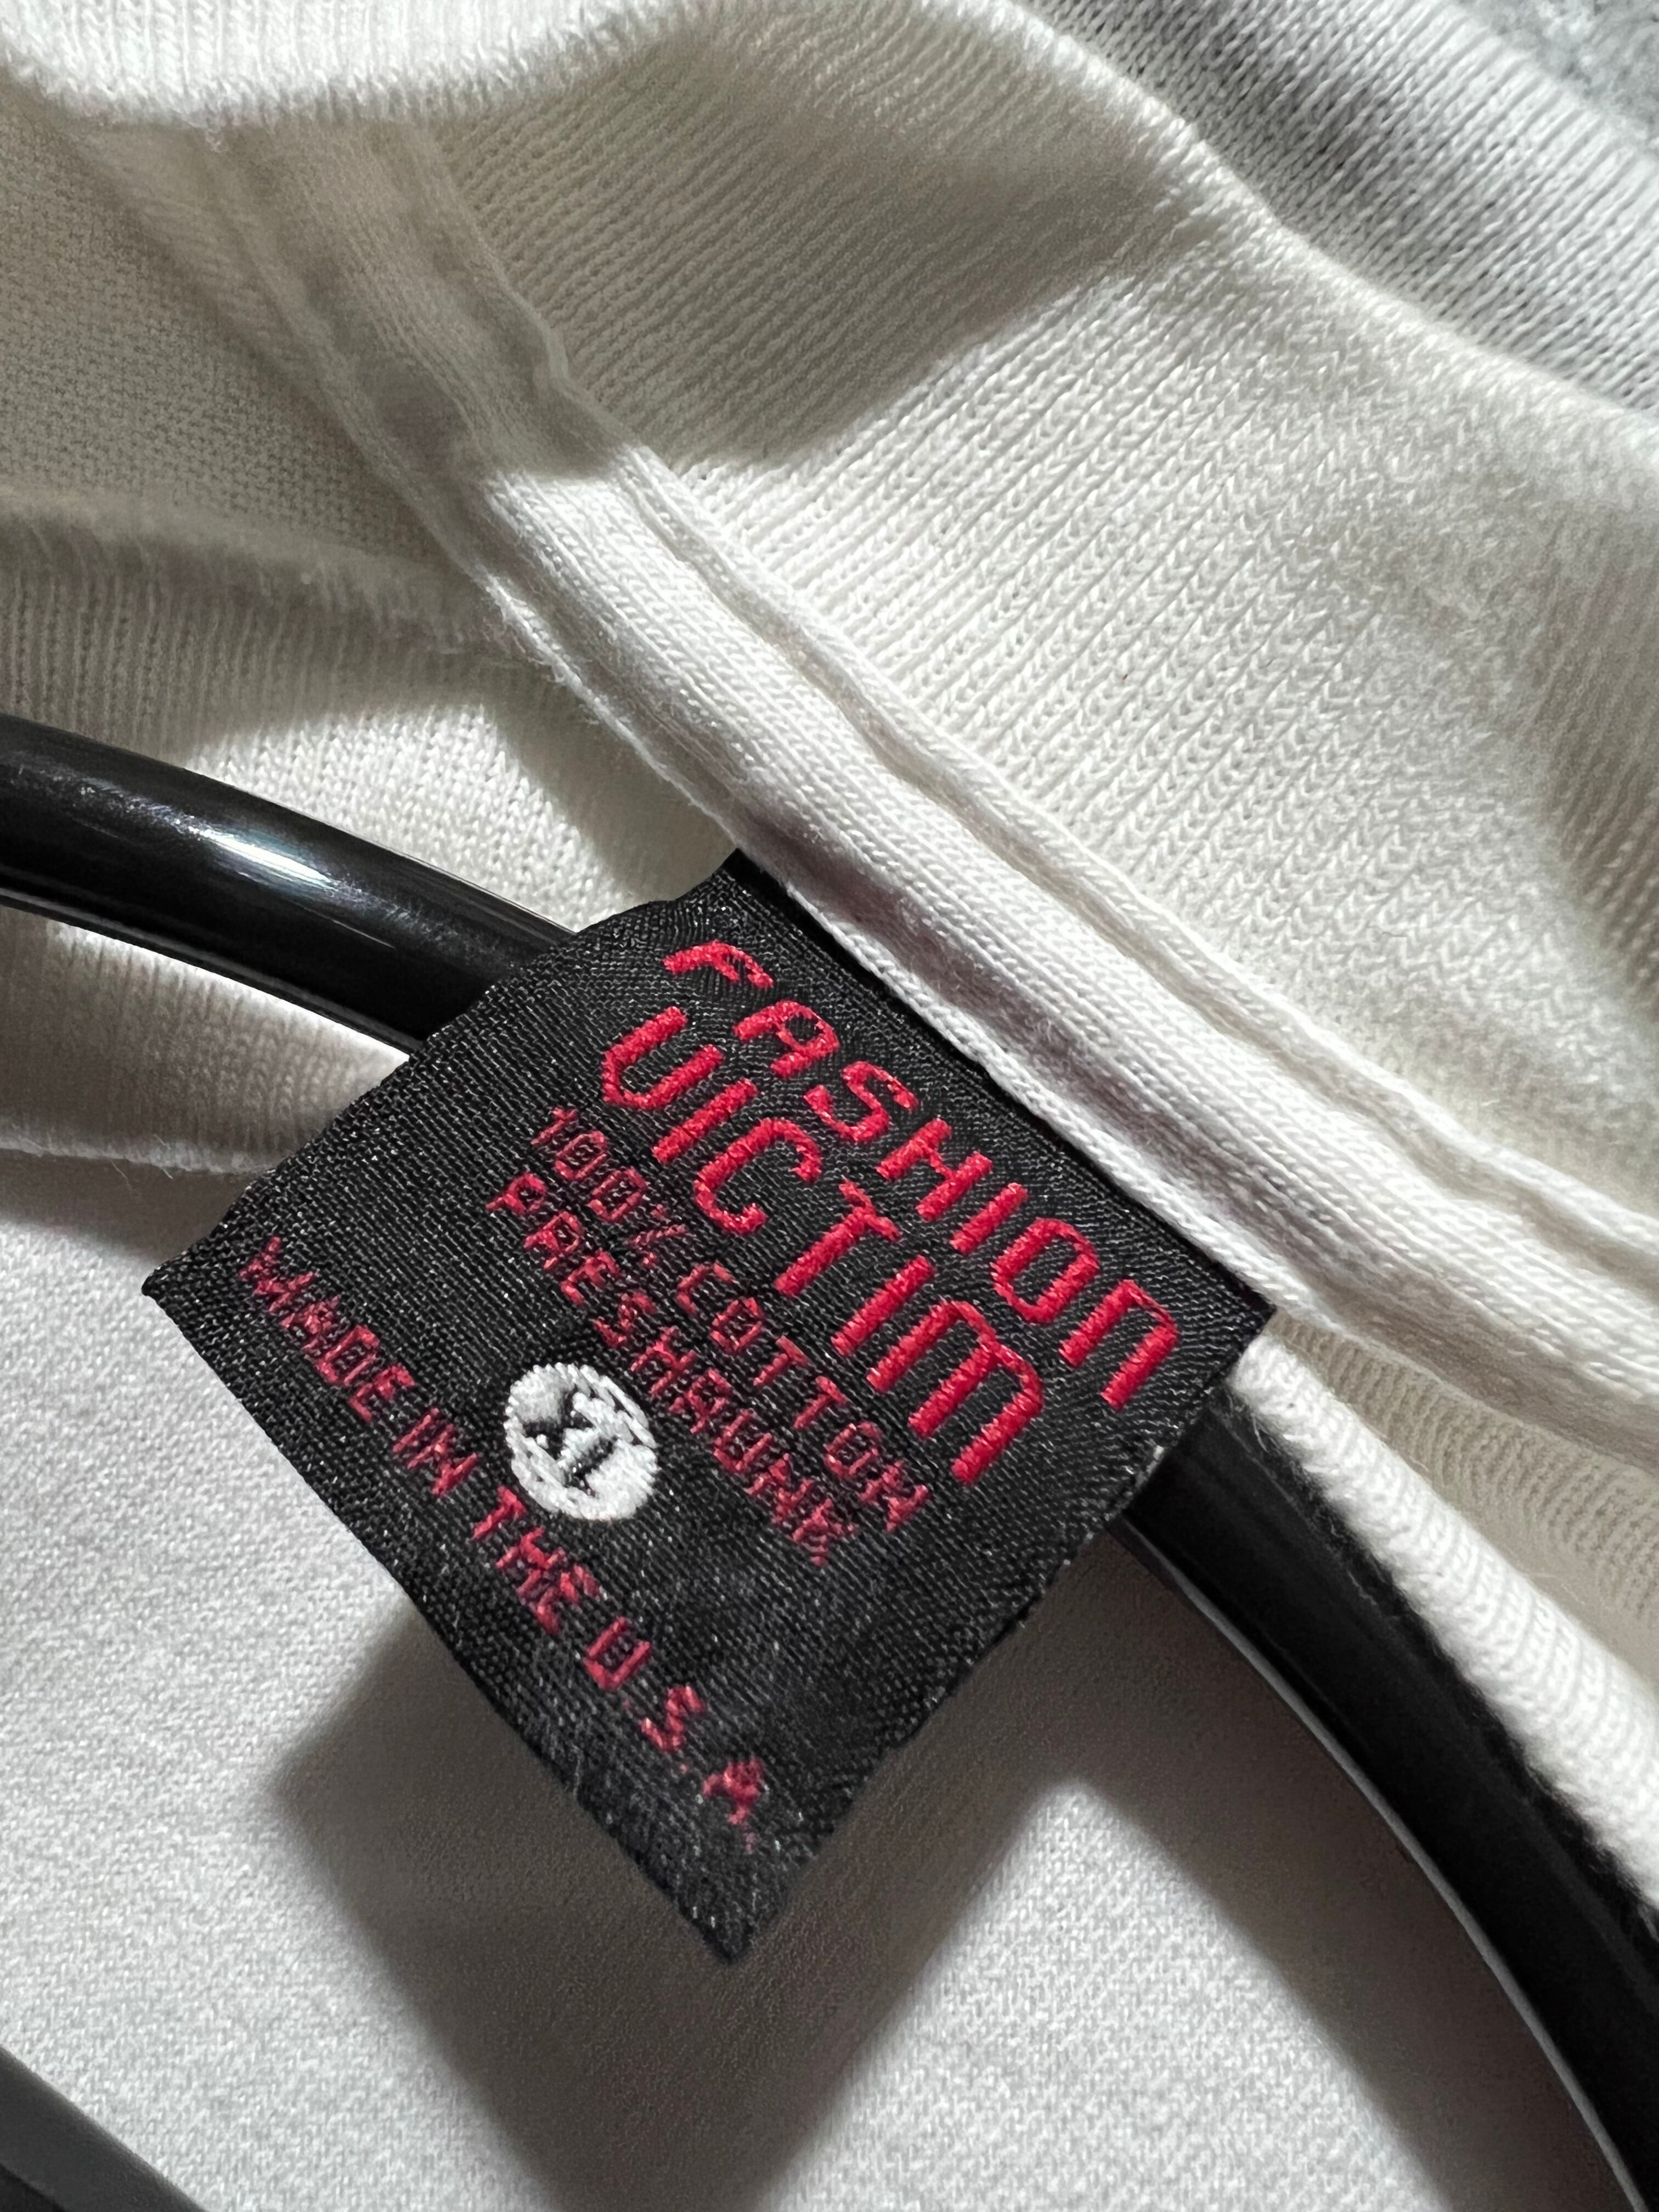 FASHION
VICTIM
100% COTTON
PRESHRUNK
XL
MADE IN THE U.S.A.